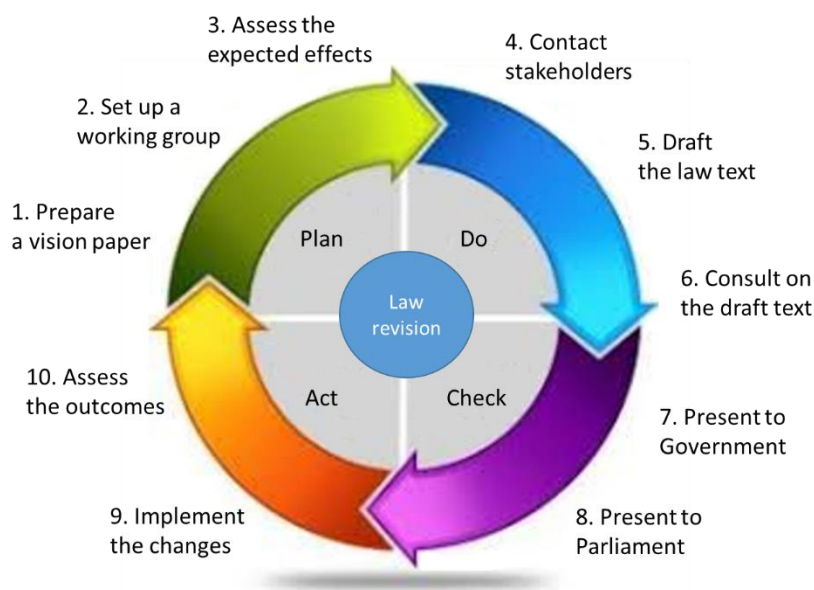 3. Assess the
expected effects
4. Contact
stakeholders
2. Set up a
working group
5. Draft
the law text
1. Prepare
a vision paper
Plan
Do
6. Consult on
the draft text
Law
revision
10. Assess
the outcomes
Act
Check
7. Present to
Government
9. Implement
the changes
8. Present to
Parliament